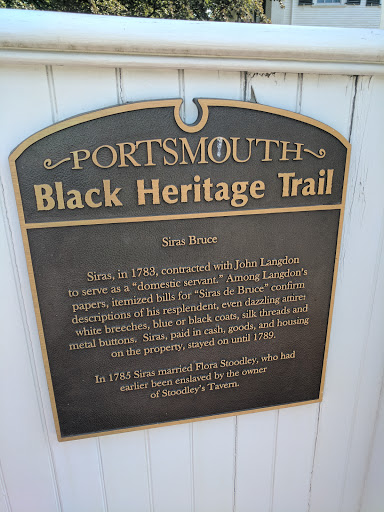 PORTSMOUTH
Black Heritage Trail
Siras Bruce
Siras, in 1783, contracted with John Langdon
to serve as a “domestic servant.” Among Langdon's
papers, itemized bills for “Siras de Bruce” confirm
descriptions of his resplendent, even dazzling attire:
white breeches, blue or black coats, silk threads and
metal buttons. Siras, paid in cash, goods, and housing
on the property, stayed on until 1789.
In 1785 Siras married Flora Stoodley, who had
earlier been enslaved by the owner
of Stoodley's Tavern.